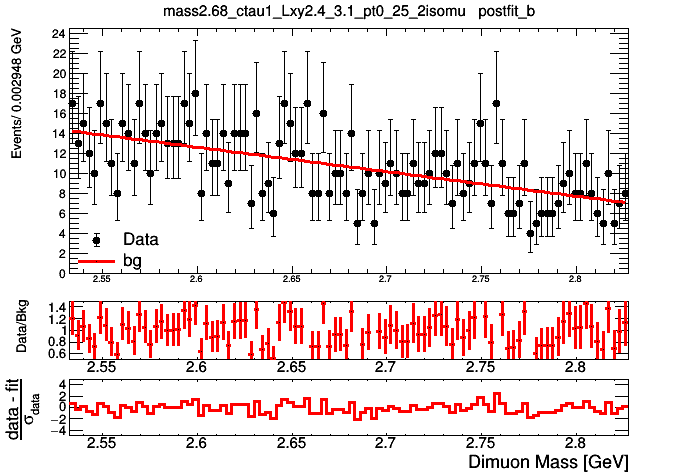 mass2.68_ctau1_Lxy2.4_3.1_pt0_25_2isomu postfit_b
Events/ 0.002948 GeV
24
22
20
18
16
14
12
10
8
6
4
2
0
Data
bg
2.55 2.6 2.65 2.7 2.75 2.8
Data/Bkg
1.4
1.2
1.0
0.8
0.6
2.55 2.6 2.65 2.7 2.75 2.8
data - fit
σdata
4
2
0
−2
−4
2.55 2.6 2.65 2.7 2.75 2.8
Dimuon Mass [GeV]